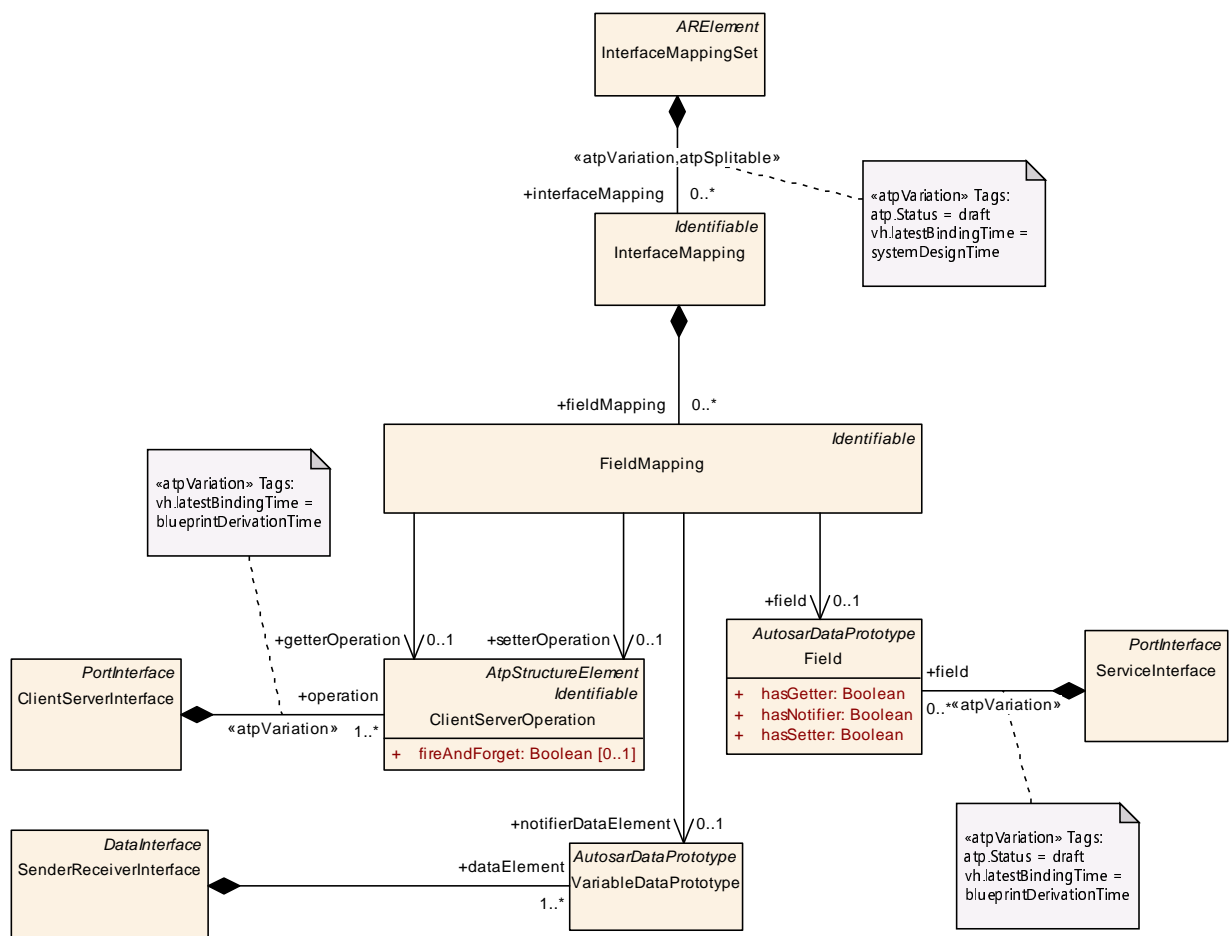 ARElement
InterfaceMappingSet
«atpVariation,atpSplitable»
+interfaceMapping 0..*
«atpVariation» Tags:
atp.Status = draft
vh.latestBindingTime =
systemDesignTime
Identifiable
InterfaceMapping
+fieldMapping 0..*
Identifiable
FieldMapping
«atpVariation» Tags:
vh.latestBindingTime =
blueprintDerivationTime
+getterOperation 0..1
+setterOperation 0..1
+field 0..1
PortInterface
ClientServerInterface
+operation
«atpVariation» 1..*
AtpStructureElement
Identifiable
ClientServerOperation
+ fireAndForget: Boolean [0..1]
AutosarDataPrototype
Field
+ hasGetter: Boolean
+ hasNotifier: Boolean
+ hasSetter: Boolean
+field
0..* «atpVariation»
PortInterface
ServiceInterface
+notifierDataElement 0..1
DataInterface
SenderReceiverInterface
+dataElement
1..*
AutosarDataPrototype
VariableDataPrototype
«atpVariation» Tags:
atp.Status = draft
vh.latestBindingTime =
blueprintDerivationTime